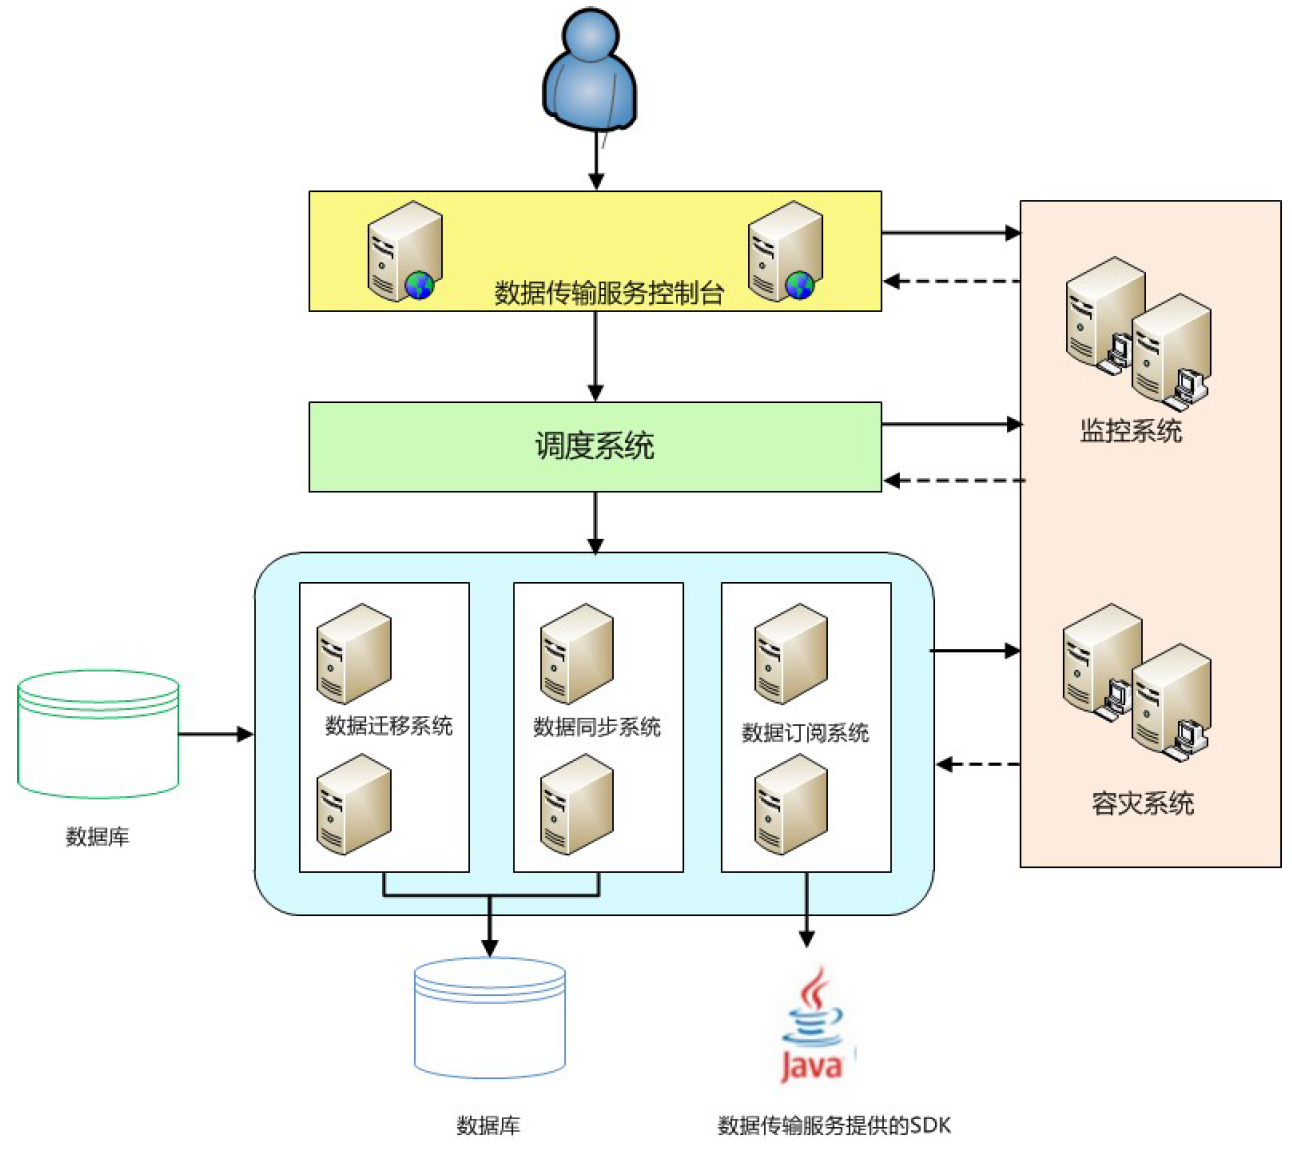 数据传输服务控制台
调度系统
监控系统
数据迁移系统
数据同步系统
数据订阅系统
容灾系统
数据库
Java
数据库
数据传输服务提供的SDK